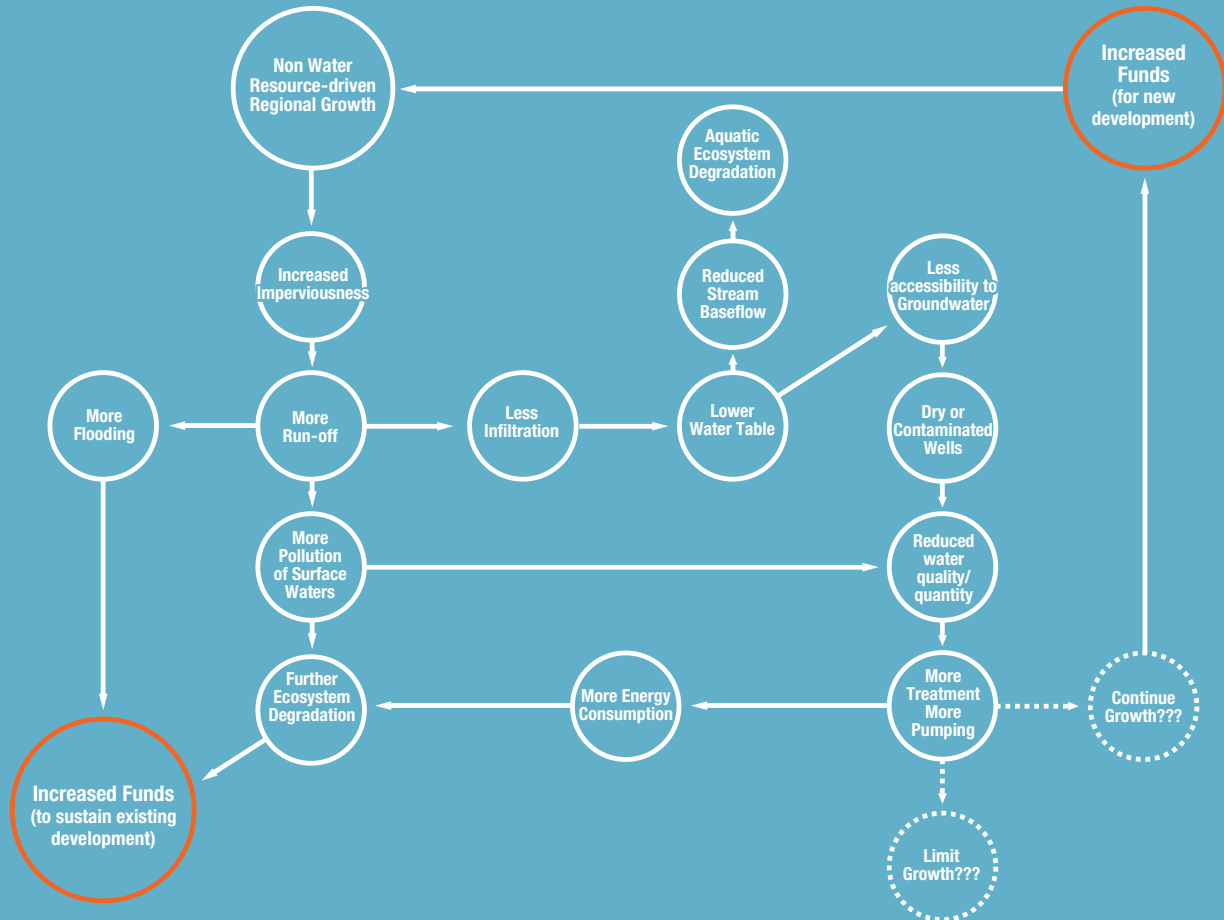 Non Water
Resource-driven
Regional Growth
Increased
Funds
(for new
development)
Aquatic
Ecosystem
Degradation
Increased
Imperviousness
Reduced
Stream
Baseflow
Less
accessibility to
Groundwater
More
Flooding
More
Run-off
Less
Infiltration
Lower
Water Table
Dry or
Contaminated
Wells
More
Pollution
of Surface
Waters
Reduced
water
quality/
quantity
Further
Ecosystem
Degradation
More Energy
Consumption
More
Treatment
More
Pumping
Continue
Growth???
Increased Funds
(to sustain existing
development)
Limit
Growth???